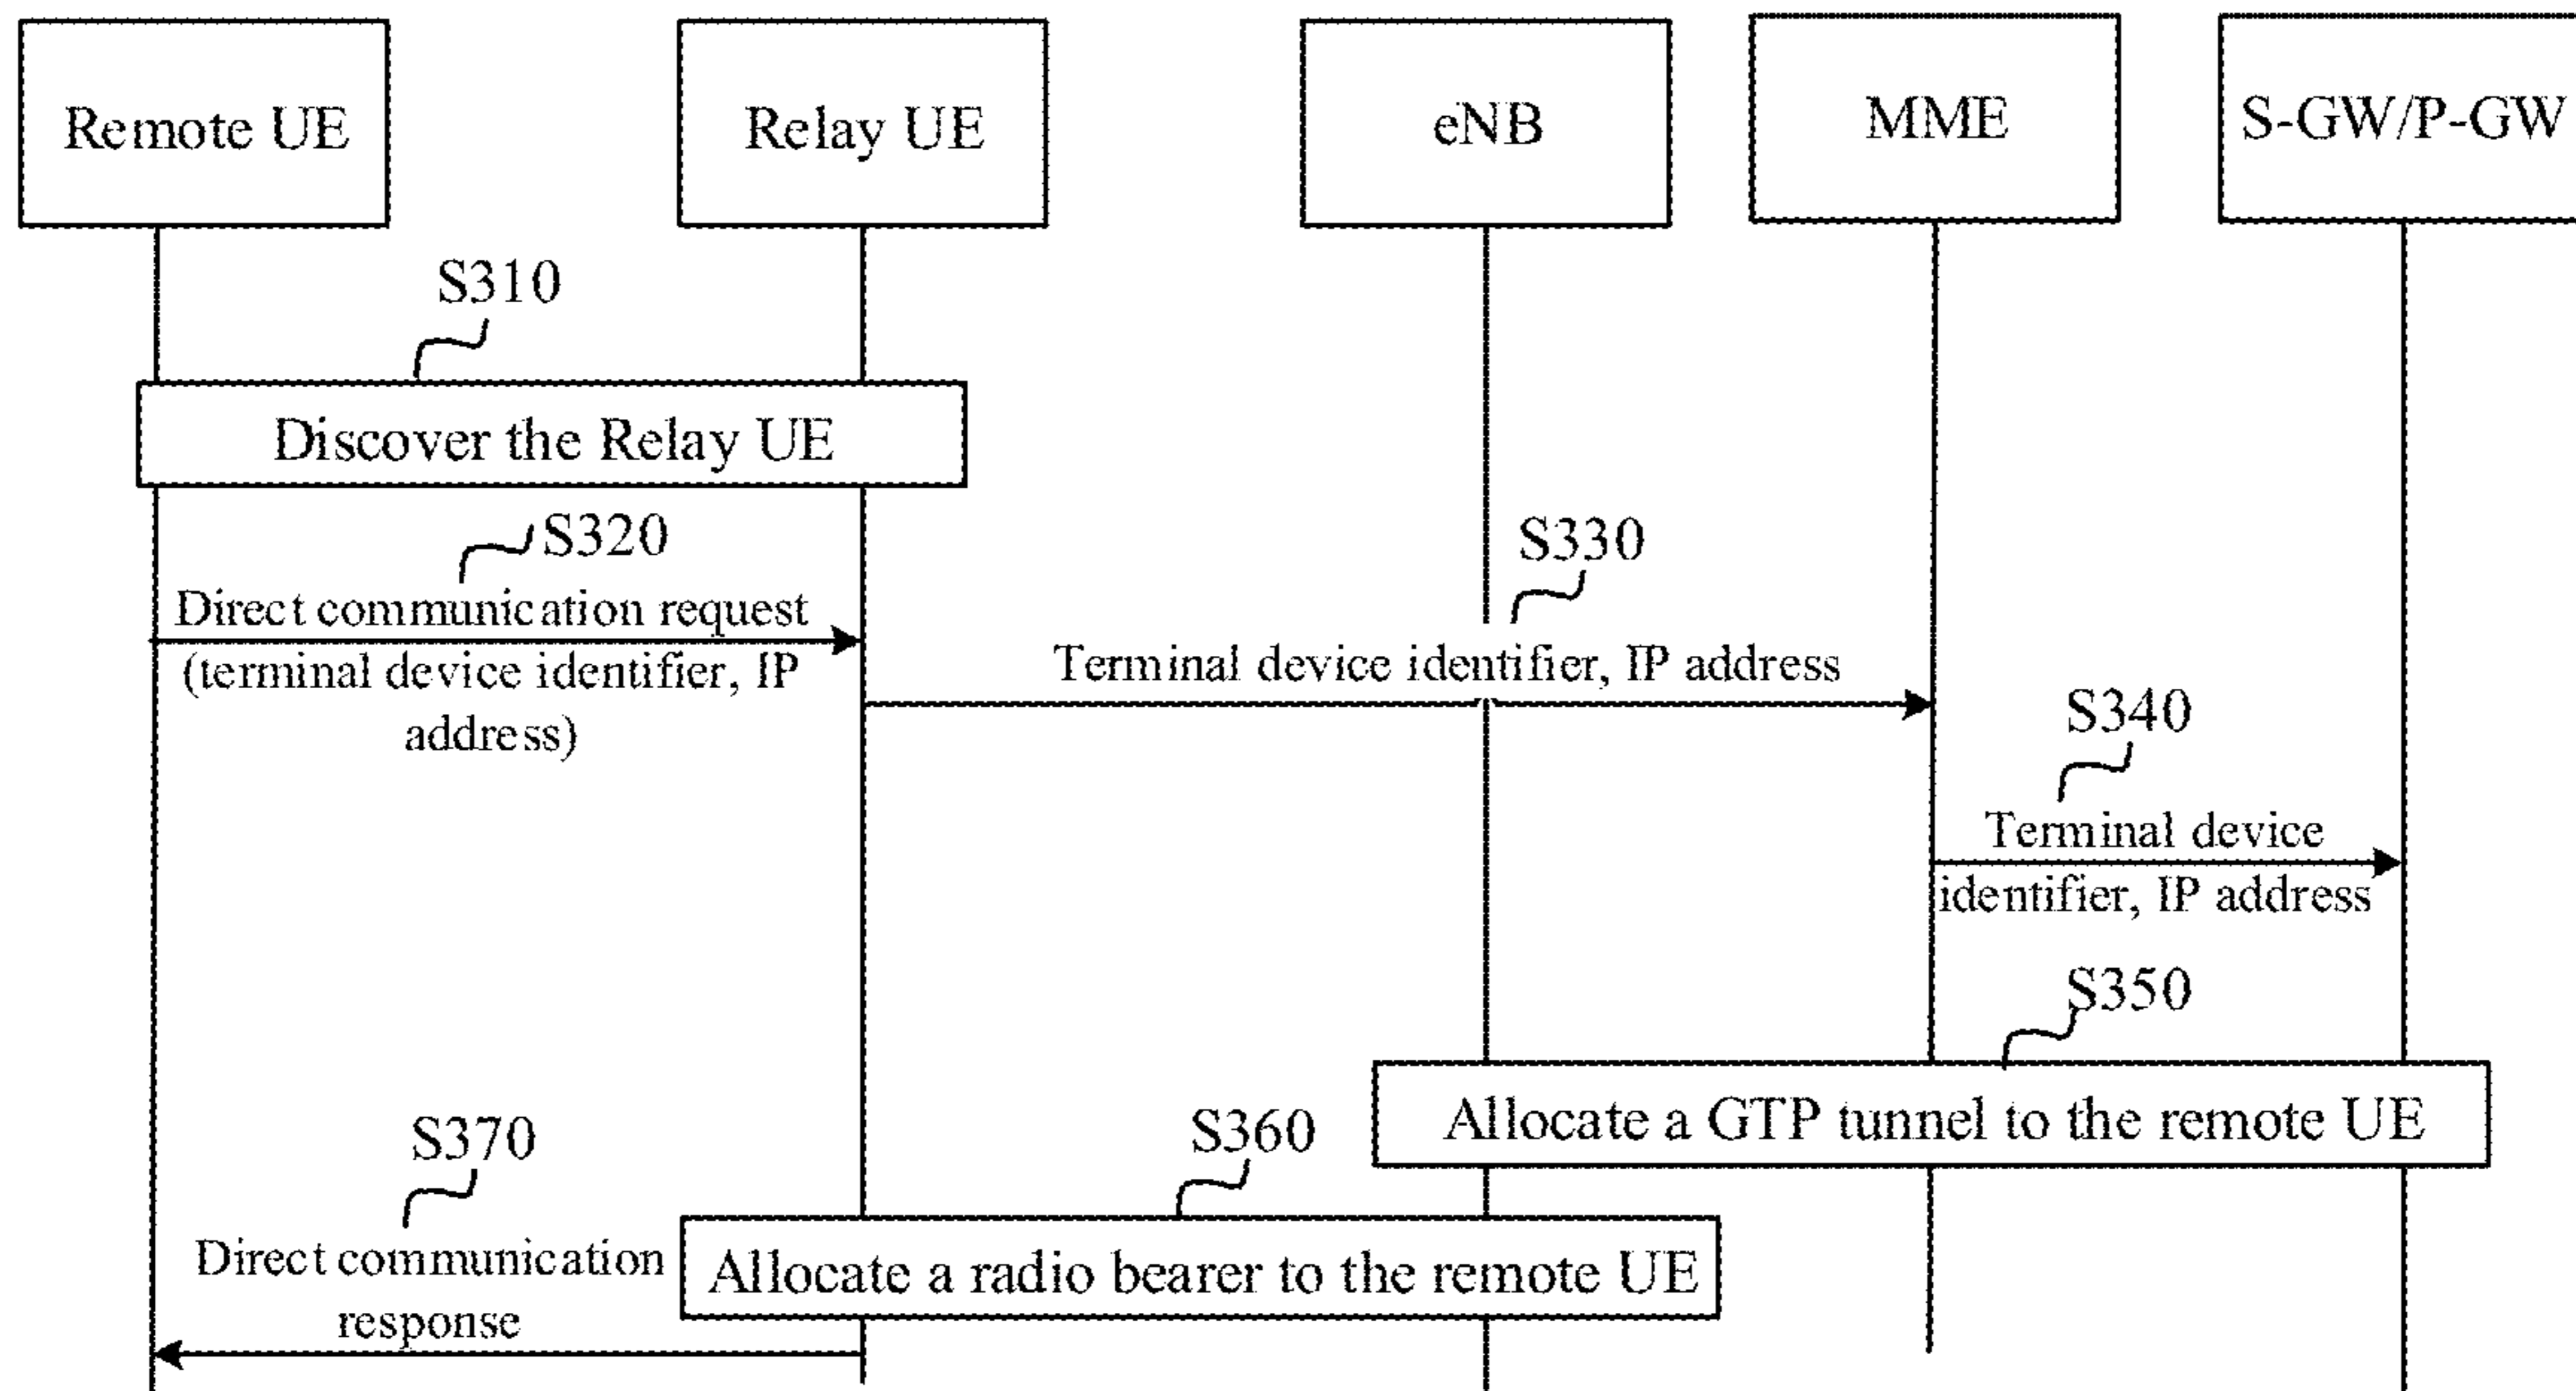 Remote UE
Relay UE
eNB
MME
S-GW/P-GW
S310
Discover the Relay UE
S320
Direct communication request
(terminal device identifier, IP
address)
S330
Terminal device identifier, IP address
S340
Terminal device
identifier, IP address
S350
Allocate a GTP tunnel to the remote UE
S360
Allocate a radio bearer to the remote UE
S370
Direct communication
response